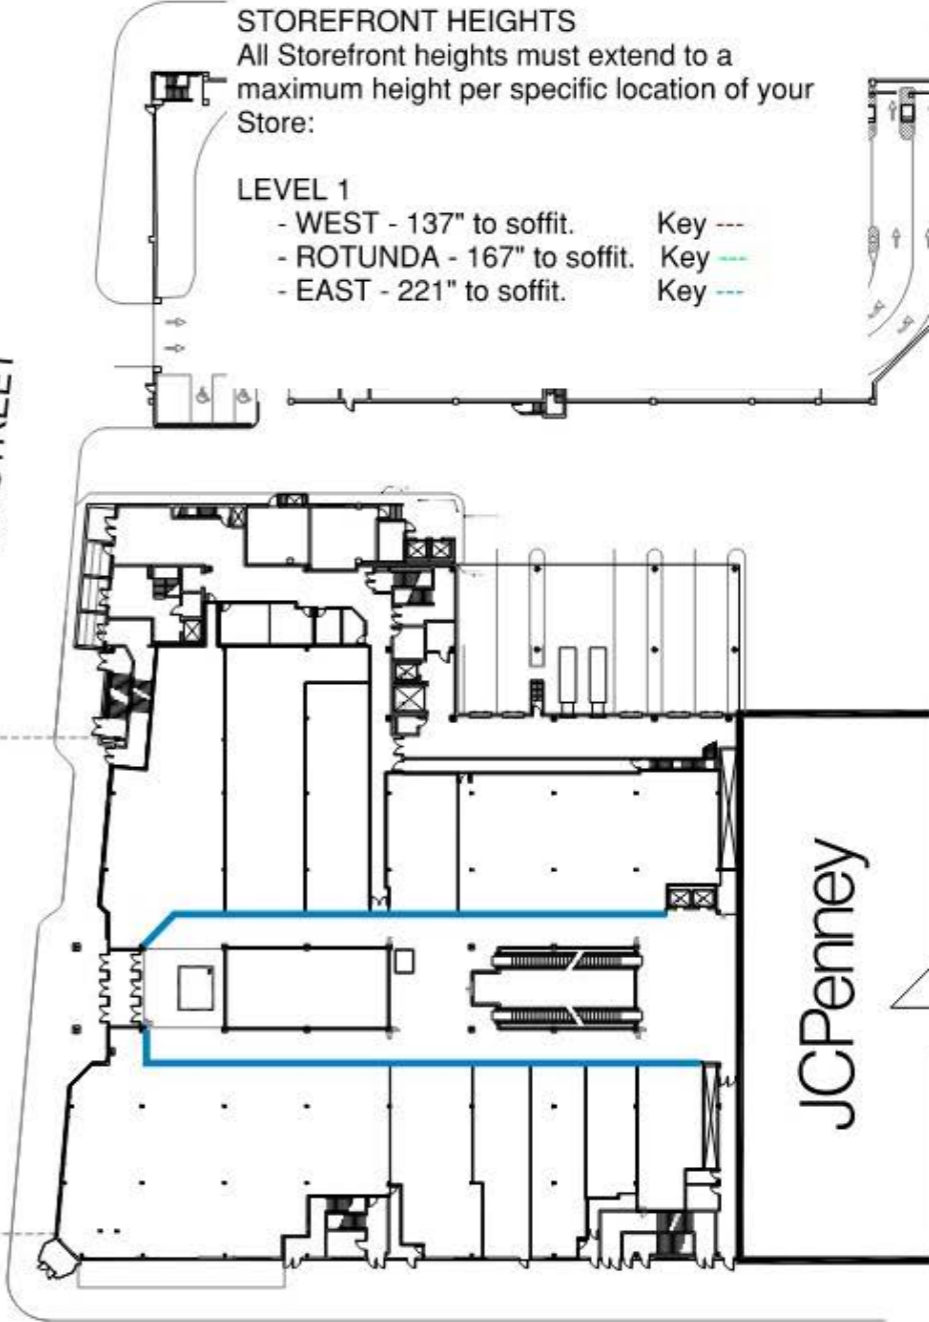 STOREFRONT HEIGHTS
All Storefront heights must extend to a
maximum height per specific location of your
Store:
LEVEL 1
- WEST - 137" to soffit. Key ---
- ROTUNDA - 167" to soffit. Key ---
- EAST - 221" to soffit. Key ---
JCPenney